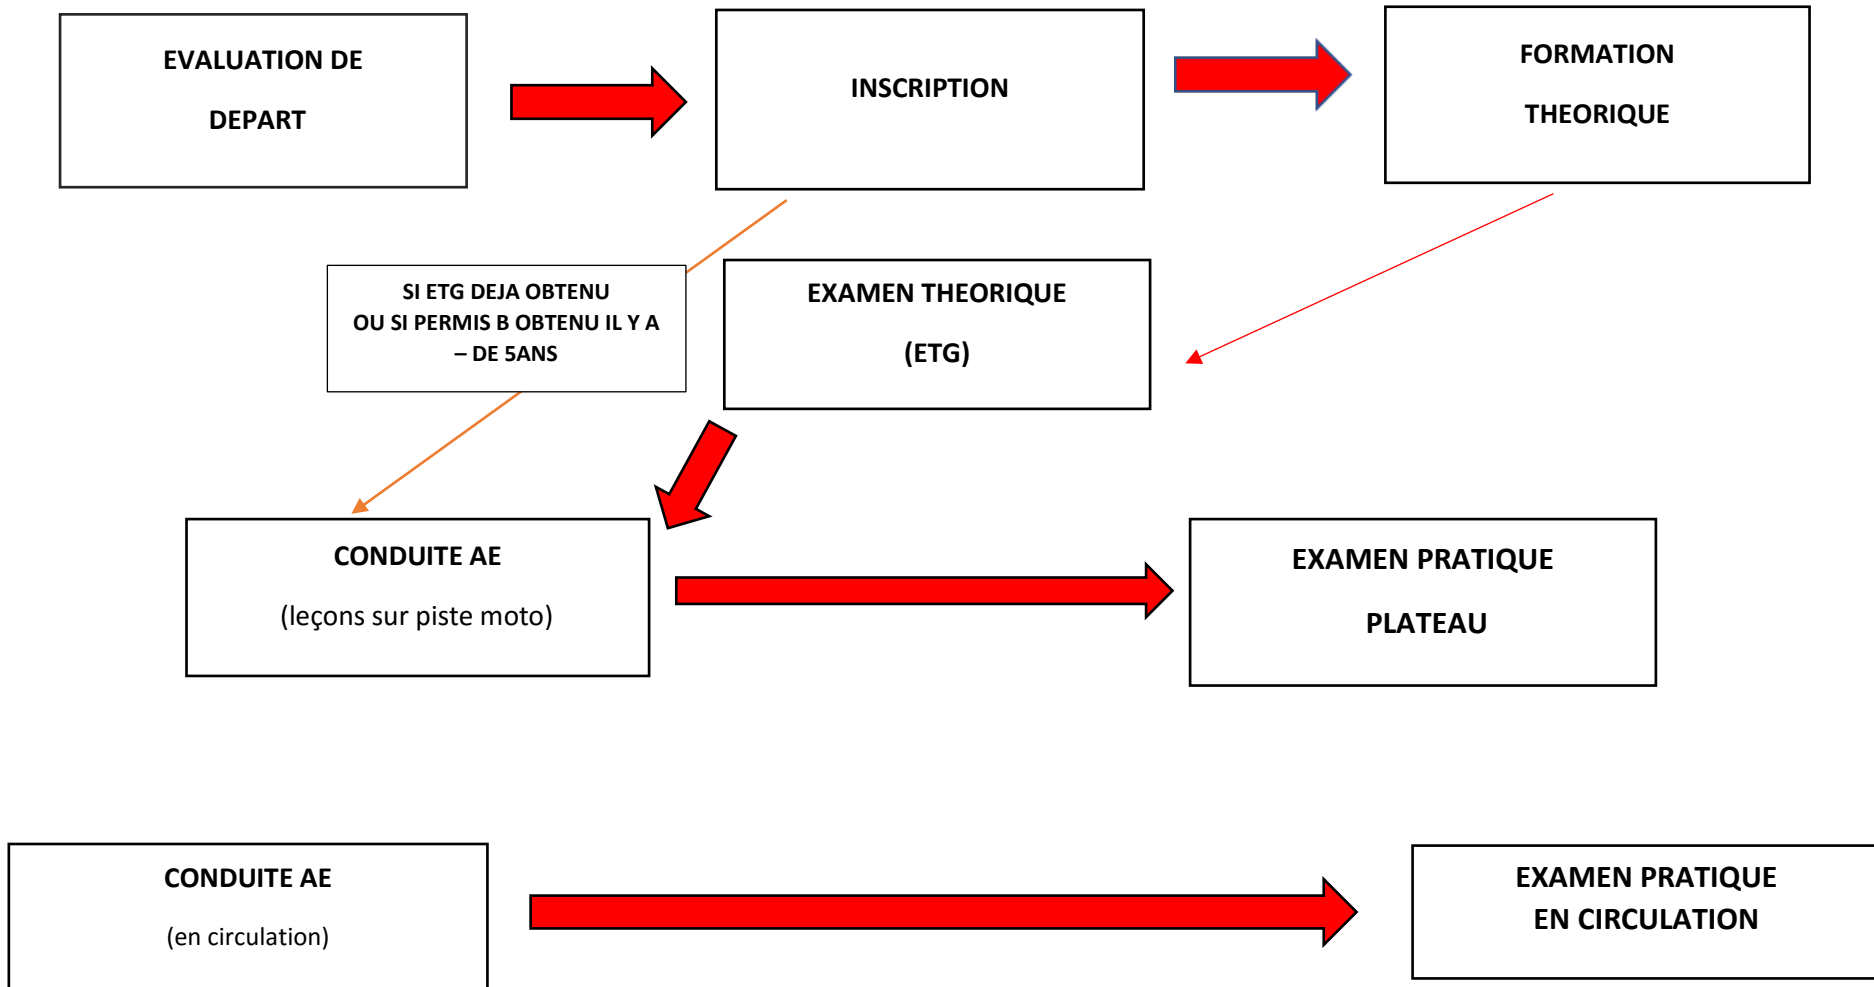 EVALUATION DE
DEPART
INSCRIPTION
FORMATION
THEORIQUE
SI ETG DEJA OBTENU
OU SI PERMIS B OBTENU IL Y A
– DE 5ANS
EXAMEN THEORIQUE
(ETG)
CONDUITE AE
(leçons sur piste moto)
EXAMEN PRATIQUE
PLATEAU
CONDUITE AE
(en circulation)
EXAMEN PRATIQUE
EN CIRCULATION